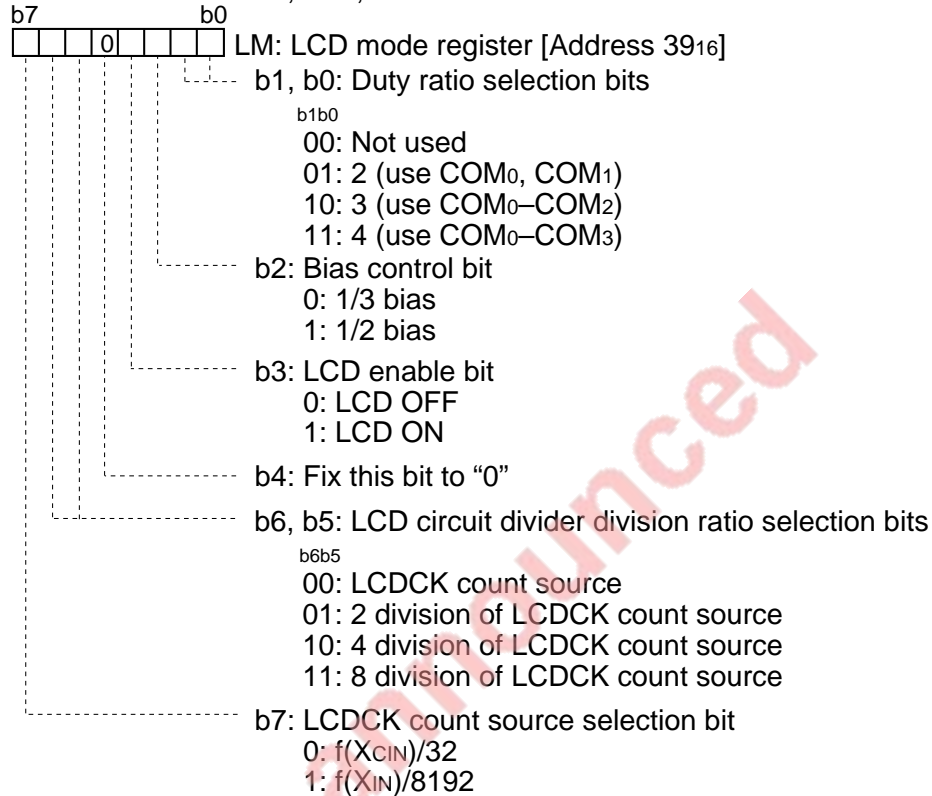 b7 b0
0 LM: LCD mode register [Address 3916]
b1, b0: Duty ratio selection bits
b1b0
00: Not used
01: 2 (use COM0, COM1)
10: 3 (use COM0–COM2)
11: 4 (use COM0–COM3)
b2: Bias control bit
0: 1/3 bias
1: 1/2 bias
b3: LCD enable bit
0: LCD OFF
1: LCD ON
b4: Fix this bit to “0”
b6, b5: LCD circuit divider division ratio selection bits
b6b5
00: LCDCK count source
01: 2 division of LCDCK count source
10: 4 division of LCDCK count source
11: 8 division of LCDCK count source
b7: LCDCK count source selection bit
0: f(XCIN)/32
1: f(XIN)/8192
announced